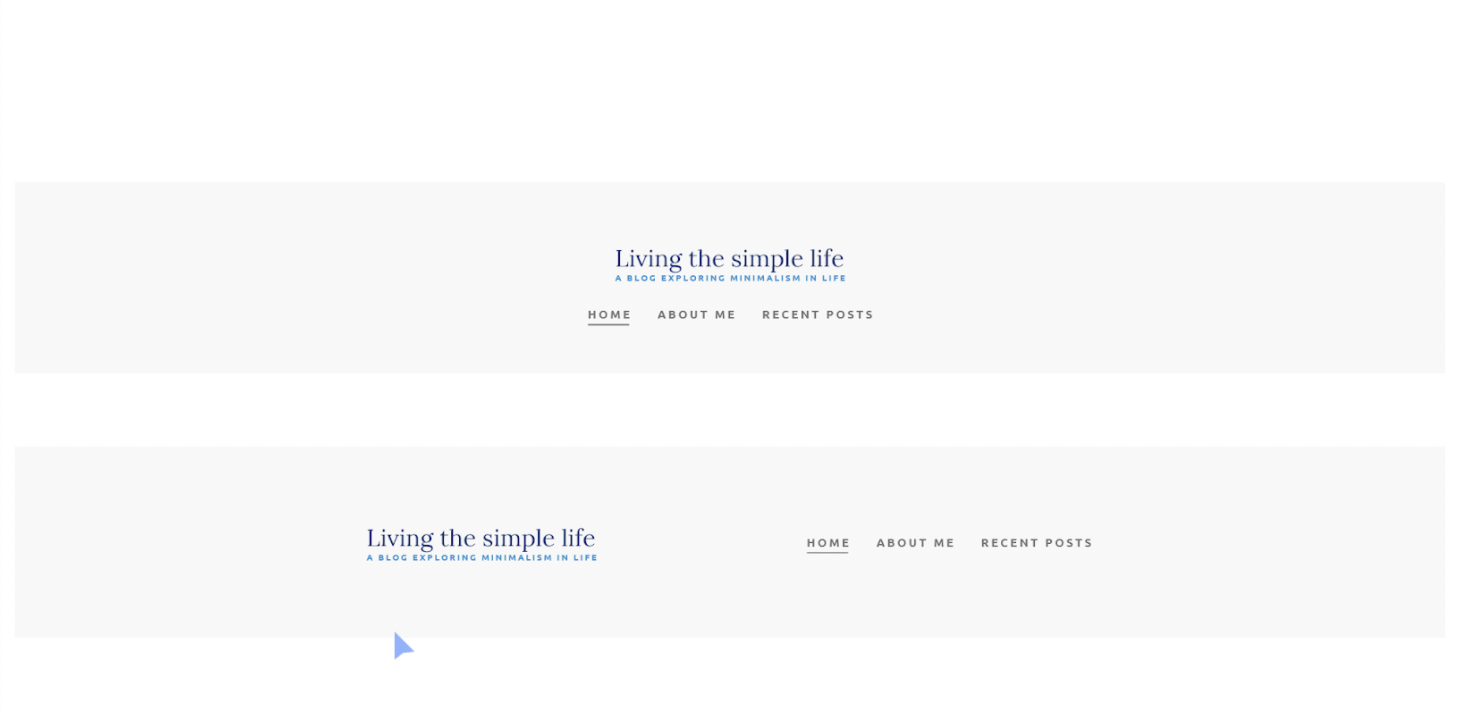 Living the simple life
A BLOG EXPLORING MINIMALISM IN LIFE
HOME ABOUT ME RECENT POSTS
Living the simple life
A BLOG EXPLORING MINIMALISM IN LIFE
HOME ABOUT ME RECENT POSTS